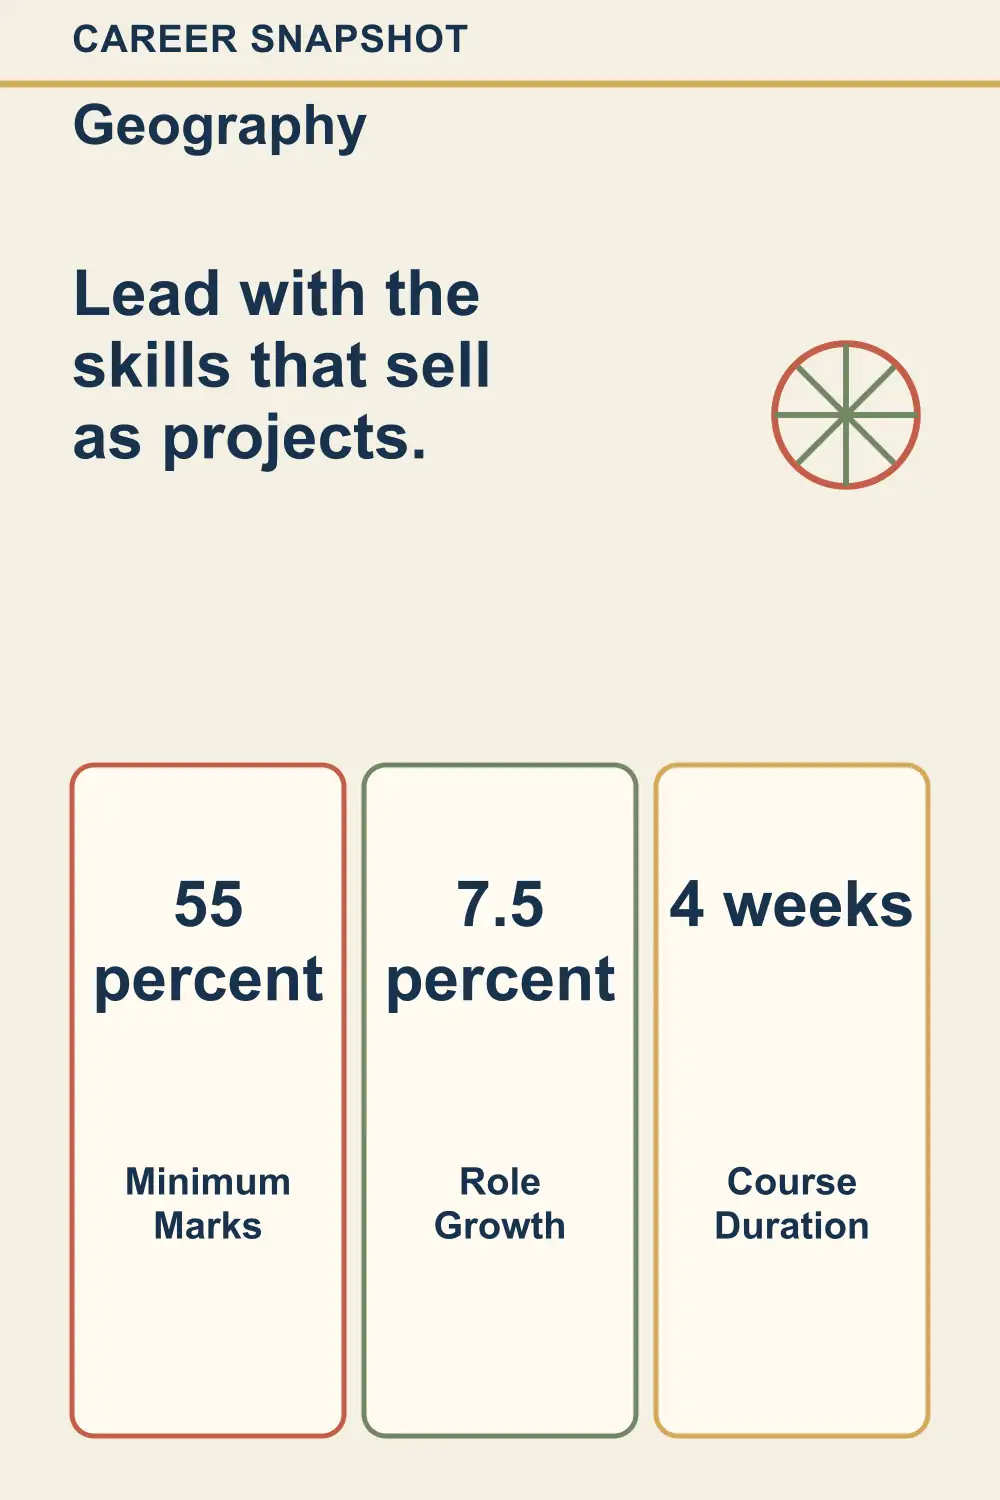 CAREER SNAPSHOT
Geography
Lead with the
skills that sell
as projects.
55
percent
Minimum
Marks
7.5
percent
Role
Growth
4 weeks
Course
Duration